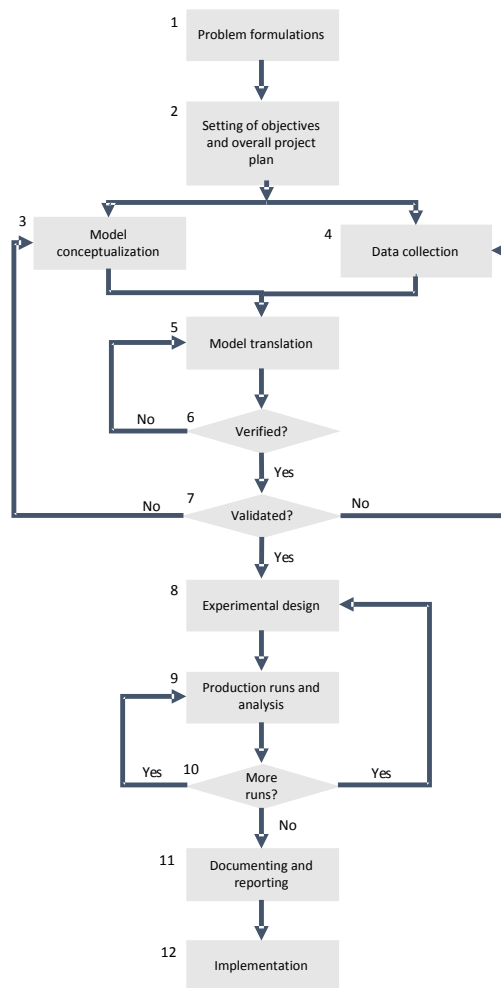 1
Problem formulations
2
Setting of objectives
and overall project
plan
3
Model
conceptualization
4
Data collection
5
Model translation
No
6
Verified?
Yes
No
7
Validated?
No
Yes
8
Experimental design
9
Production runs and
analysis
Yes
10
More
runs?
Yes
No
11
Documenting and
reporting
12
Implementation